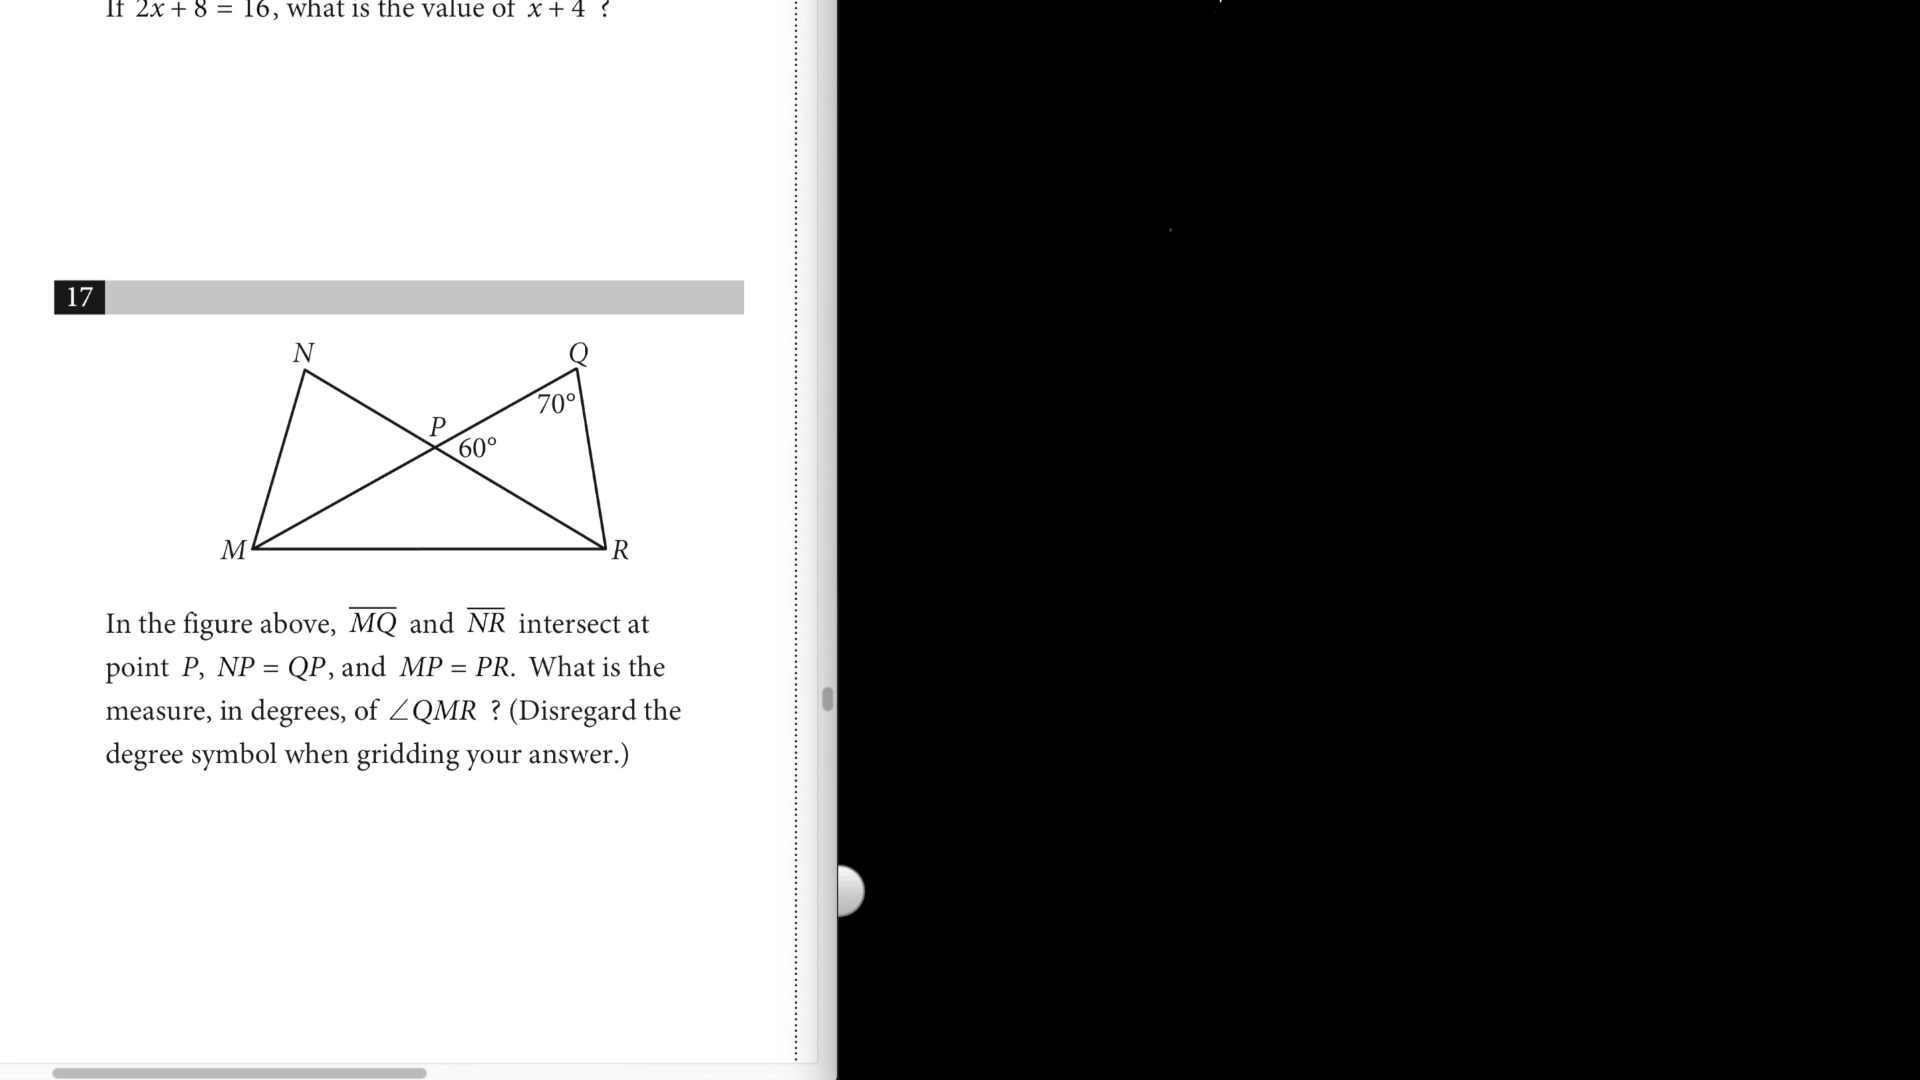 If 2x + 8 = 16, what is the value of x + 4 ?
17
N
Q
70°
P
60°
M
R
In the figure above, MQ and NR intersect at
point P, NP = QP, and MP = PR. What is the
measure, in degrees, of ∠QMR ? (Disregard the
degree symbol when gridding your answer.)